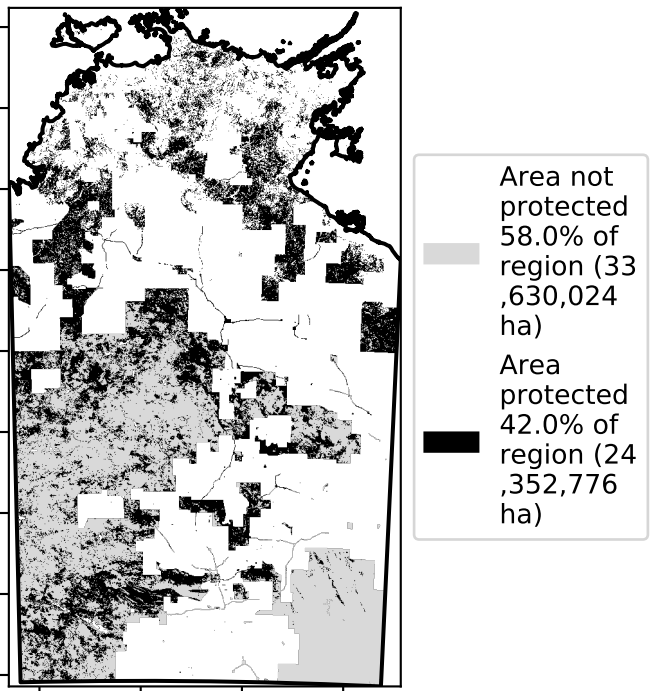 Area not
protected
58.0% of
region (33
,630,024
ha)
Area
protected
42.0% of
region (24
,352,776
ha)